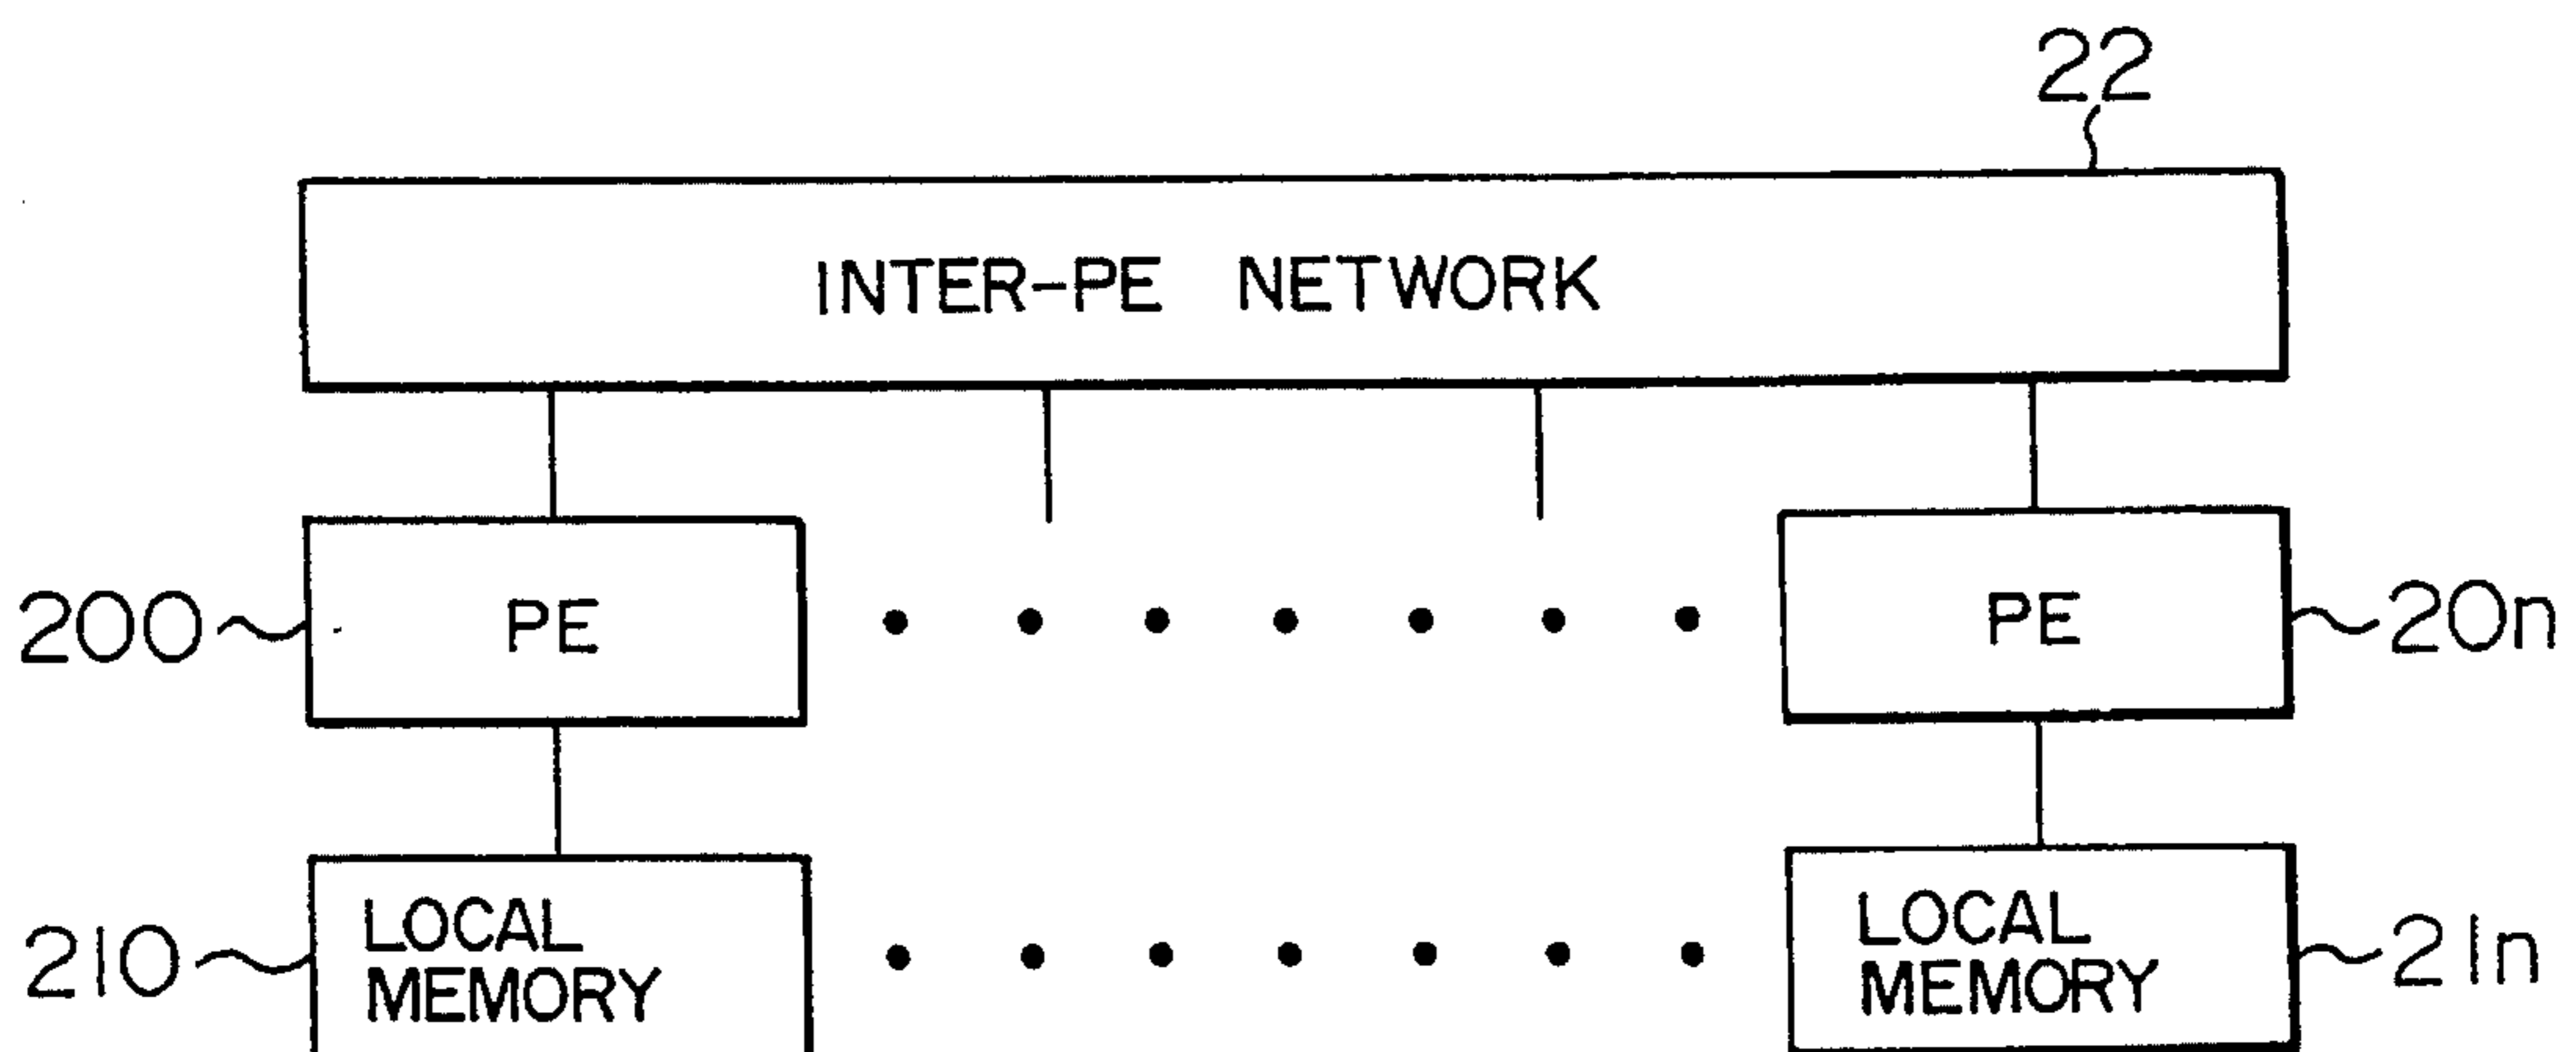 22
INTER-PE NETWORK
200
PE
PE
20n
210
LOCAL
MEMORY
LOCAL
MEMORY
21n